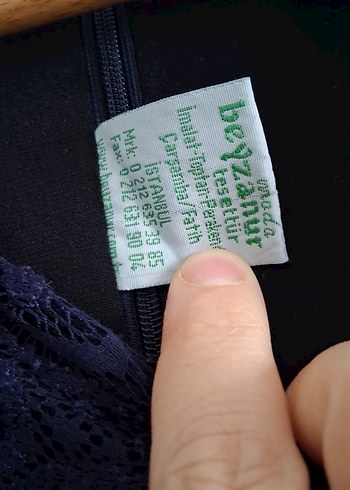 moda
beyzanur
tesettür
İmalat-Toptan-Perakende
Çarşamba/Fatih
İSTANBUL
Mrk: 0 212 635 39 85
Fax: 0 212 631 90 04